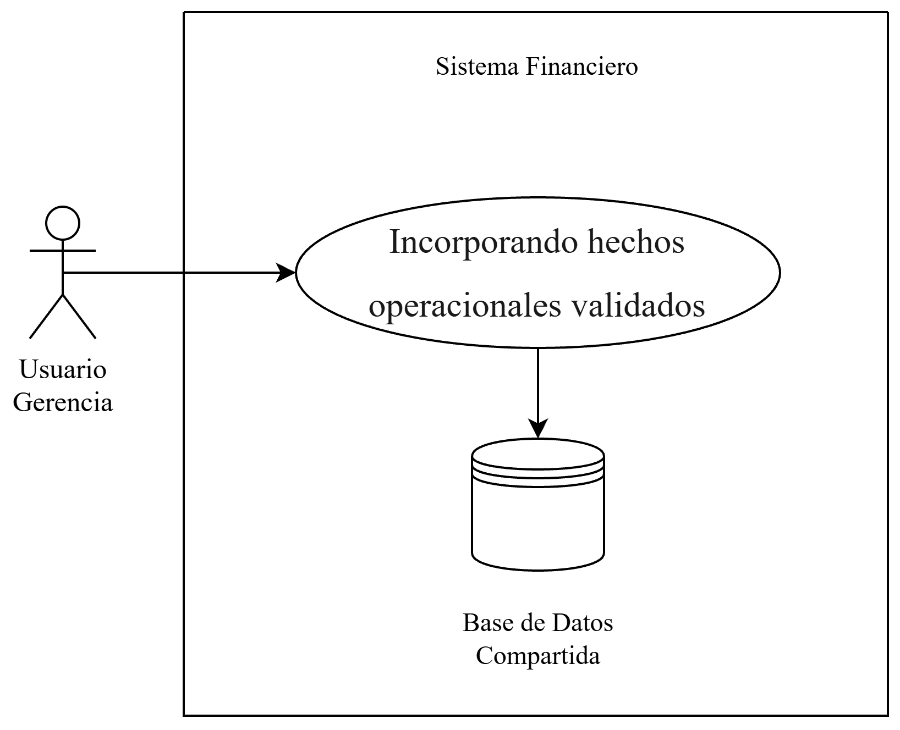 Sistema Financiero
Incorporando hechos
operacionales validados
Usuario
Gerencia
Base de Datos
Compartida